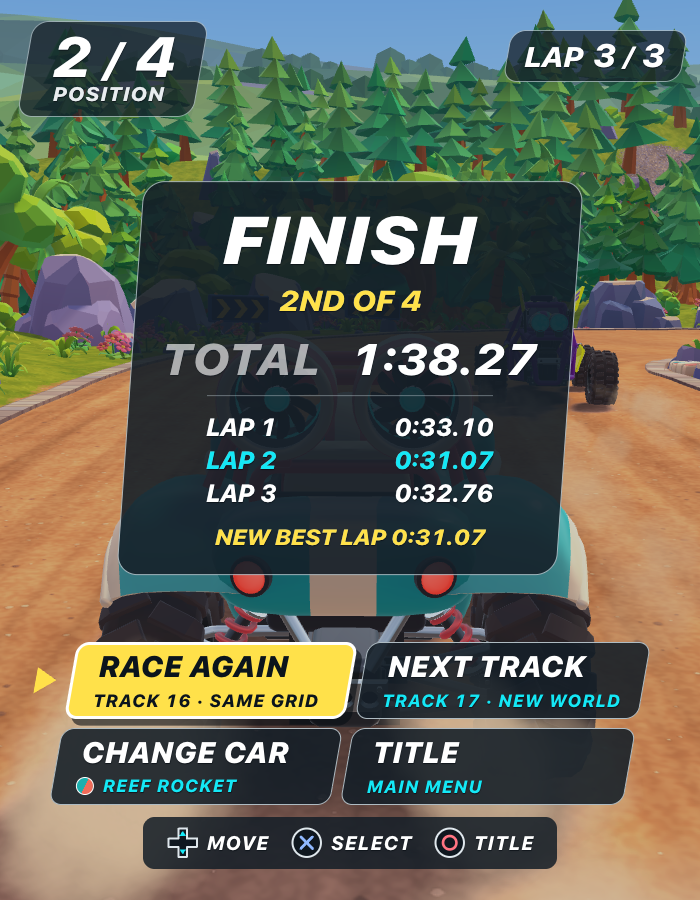 2 / 4
POSITION
LAP 3 / 3
FINISH
2ND OF 4
TOTAL 1:38.27
LAP 1 0:33.10
LAP 2 0:31.07
LAP 3 0:32.76
NEW BEST LAP 0:31.07
RACE AGAIN
TRACK 16 · SAME GRID
NEXT TRACK
TRACK 17 · NEW WORLD
CHANGE CAR
REEF ROCKET
TITLE
MAIN MENU
MOVE SELECT TITLE